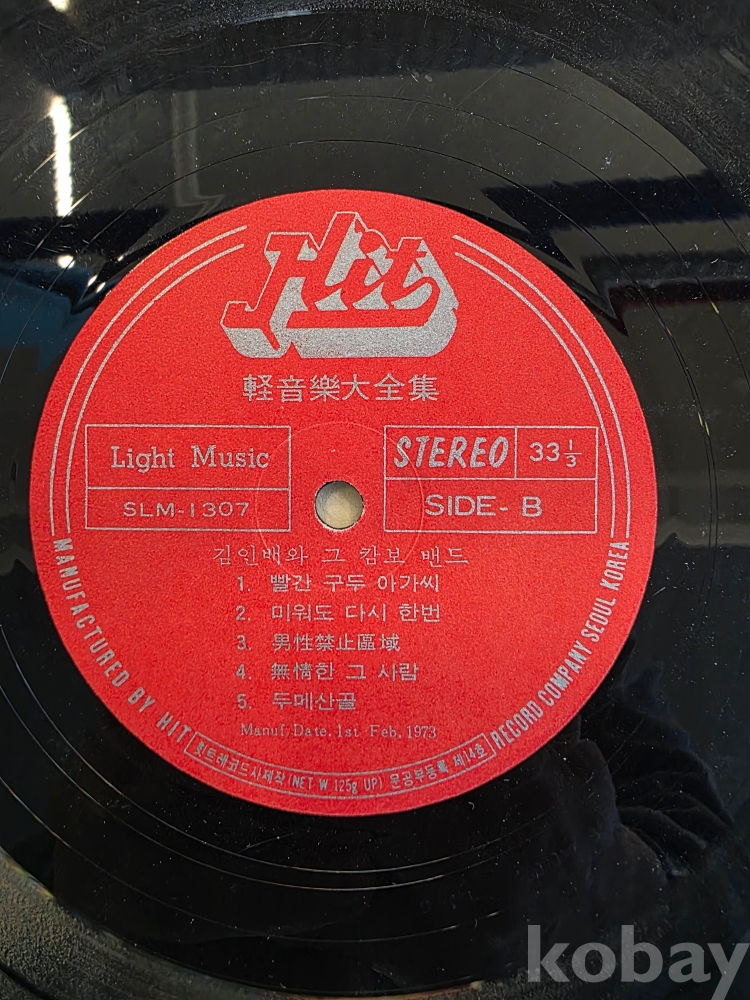 Hit
軽音樂大全集
Light Music
SLM-1307
STEREO 33⅓
SIDE- B
김인배와 그 캄보 밴드
1. 빨간 구두 아가씨
2. 미워도 다시 한번
3. 男性禁止區域
4. 無情한 그 사람
5. 두메산골
Manuf. Date. 1st Feb. 1973
MANUFACTURED BY HIT RECORD COMPANY SEOUL KOREA
힛트레코드사제작 (NET W 125g UP) 문공부등록 제14호
kobay